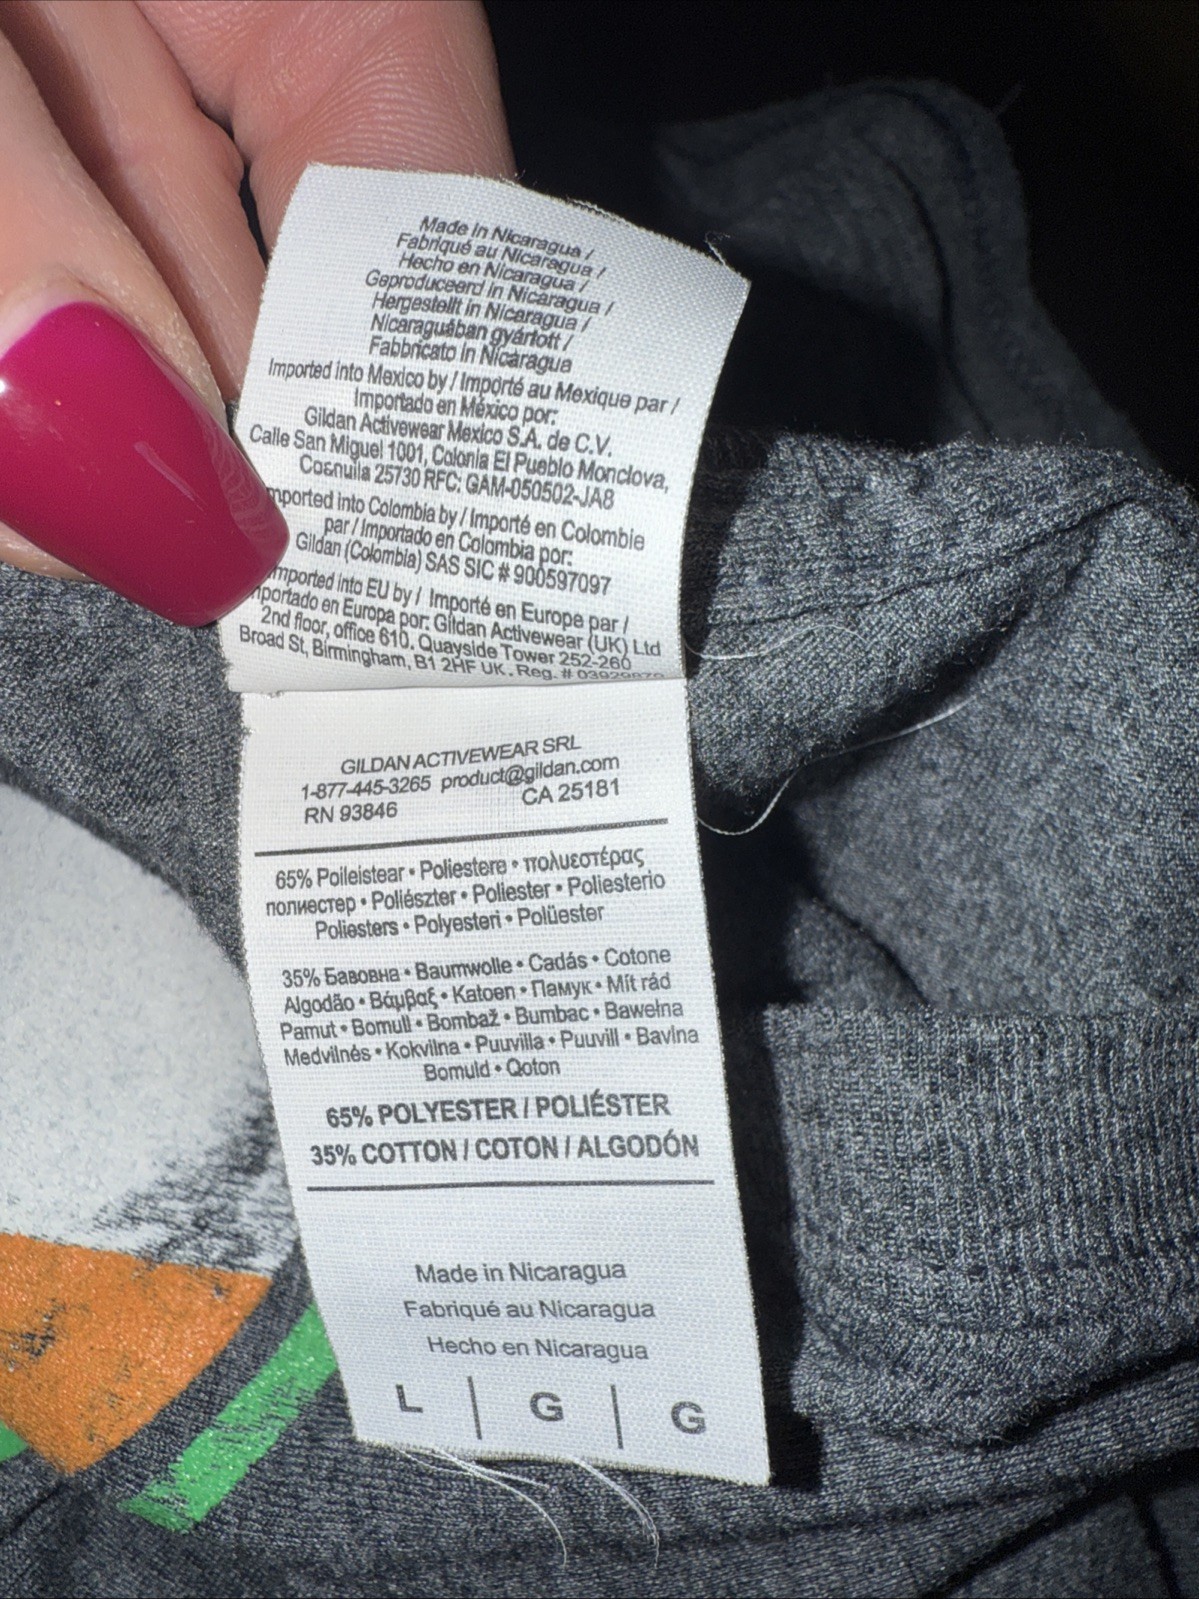 Made in Nicaragua /
Fabriqué au Nicaragua /
Hecho en Nicaragua /
Geproduceerd in Nicaragua /
Hergestellt in Nicaragua /
Nicaraguában gyártott /
Fabbricato in Nicaragua
Imported into Mexico by / Importé au Mexique par /
Importado en México por:
Gildan Activewear Mexico S.A. de C.V.
Calle San Miguel 1001, Colonia El Pueblo Monclova,
25730 RFC: GAM-050502-JA8
mported into Colombia by / Importé en Colombie
par / Importado en Colombia por:
Gildan (Colombia) SAS SIC # 900597097
mported into EU by / Importé en Europe par /
portado en Europa por: Gildan Activewear (UK) Ltd
2nd floor, office 610. Quayside Tower 252-260
Broad St, Birmingham, B1 2HF UK. Reg. #
GILDAN ACTIVEWEAR SRL
1-877-445-3265 product@gildan.com
RN 93846 CA 25181
65% Poileistear • Poliestere • πολυεστέρας
полиестер • Poliészter • Poliester • Poliesterio
Poliesters • Polyesteri • Polüester
35% Бавовна • Baumwolle • Cadás • Cotone
Algodão • Βάμβαξ • Katoen • Памук • Mít rád
Pamut • Bomull • Bombaž • Bumbac • Bawełna
Medvilnés • Kokvilna • Puuvilla • Puuvill • Bavlna
Bomuld • Qoton
65% POLYESTER / POLIÉSTER
35% COTTON / COTON / ALGODÓN
Made in Nicaragua
Fabriqué au Nicaragua
Hecho en Nicaragua
L | G | G